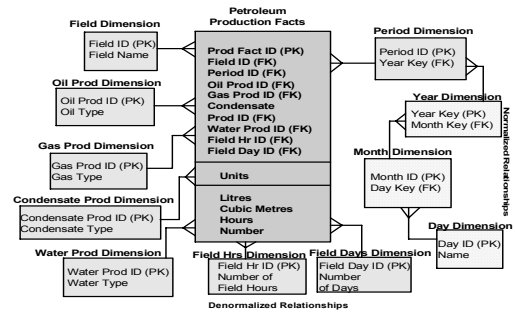 Petroleum
Production Facts
Field Dimension
Field ID (PK)
Field Name
Oil Prod Dimension
Oil Prod ID (PK)
Oil Type
Gas Prod Dimension
Gas Prod ID (PK)
Gas Type
Condensate Prod Dimension
Condensate Prod ID (PK)
Condensate Type
Water Prod Dimension
Water Prod ID (PK)
Water Type
Prod Fact ID (PK)
Field ID (FK)
Period ID (FK)
Oil Prod ID (FK)
Gas Prod ID (FK)
Condensate
Prod ID (FK)
Water Prod ID (FK)
Field Hr ID (FK)
Field Day ID (FK)
Units
Litres
Cubic Metres
Hours
Number
Field Hrs Dimension
Field Hr ID (PK)
Number of
Field Hours
Field Days Dimension
Field Day ID (PK)
Number
of Days
Period Dimension
Period ID (PK)
Year Key (FK)
Year Dimension
Year Key (PK)
Month Key (FK)
Month Dimension
Month ID (PK)
Day Key (FK)
Day Dimension
Day ID (PK)
Name
Normalized Relationships
Denormalized Relationships